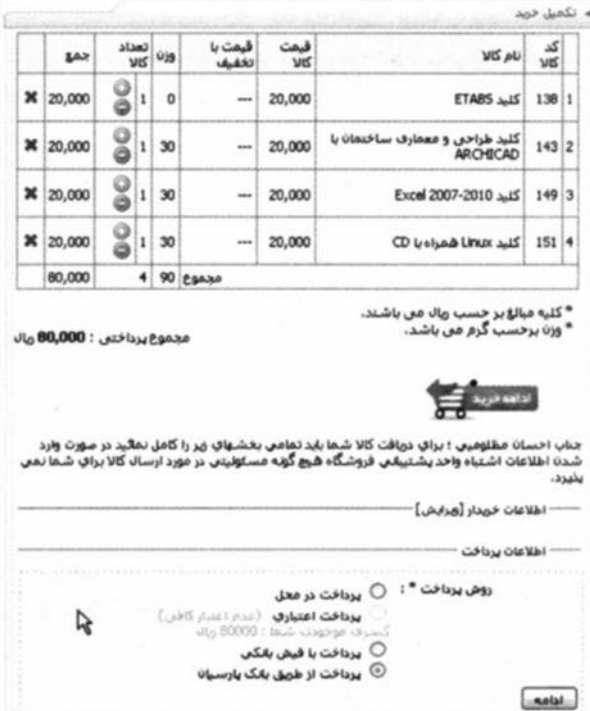 تکمیل خرید
کد کالا نام کالا قیمت کالا قیمت با تخفیف وزن تعداد کالا جمع
1 138 کلید ETABS 20,000 --- 0 1 20,000
2 143 کلید طراحی و معماری ساختمان با ARCHICAD 20,000 --- 30 1 20,000
3 149 کلید Excel 2007-2010 20,000 --- 30 1 20,000
4 151 کلید Linux همراه با CD 20,000 --- 30 1 20,000
مجموع 90 4 80,000
* کلیه مبالغ بر حسب ریال می باشند.
* وزن برحسب گرم می باشد.
مجموع پرداختی : 80,000 ریال
ادامه خرید
جناب احسان مظلومیی ؛ برای دریافت کالا شما باید تمامی بخشهای زیر را کامل نمائید در صورت وارد
شدن اطلاعات اشتباه واحد پشتیبانی فروشگاه هیچ گونه مسئولیتی در مورد ارسال کالا برای شما نمی
پذیرد.
اطلاعات خریدار [ویرایش]
اطلاعات پرداخت
روش پرداخت * :
پرداخت در محل
پرداخت اعتباری (عدم اعتبار کافی)
کسری موجودی شما : 80000 ریال
پرداخت با فیش بانکی
پرداخت از طریق بانک پارسیان
ادامه